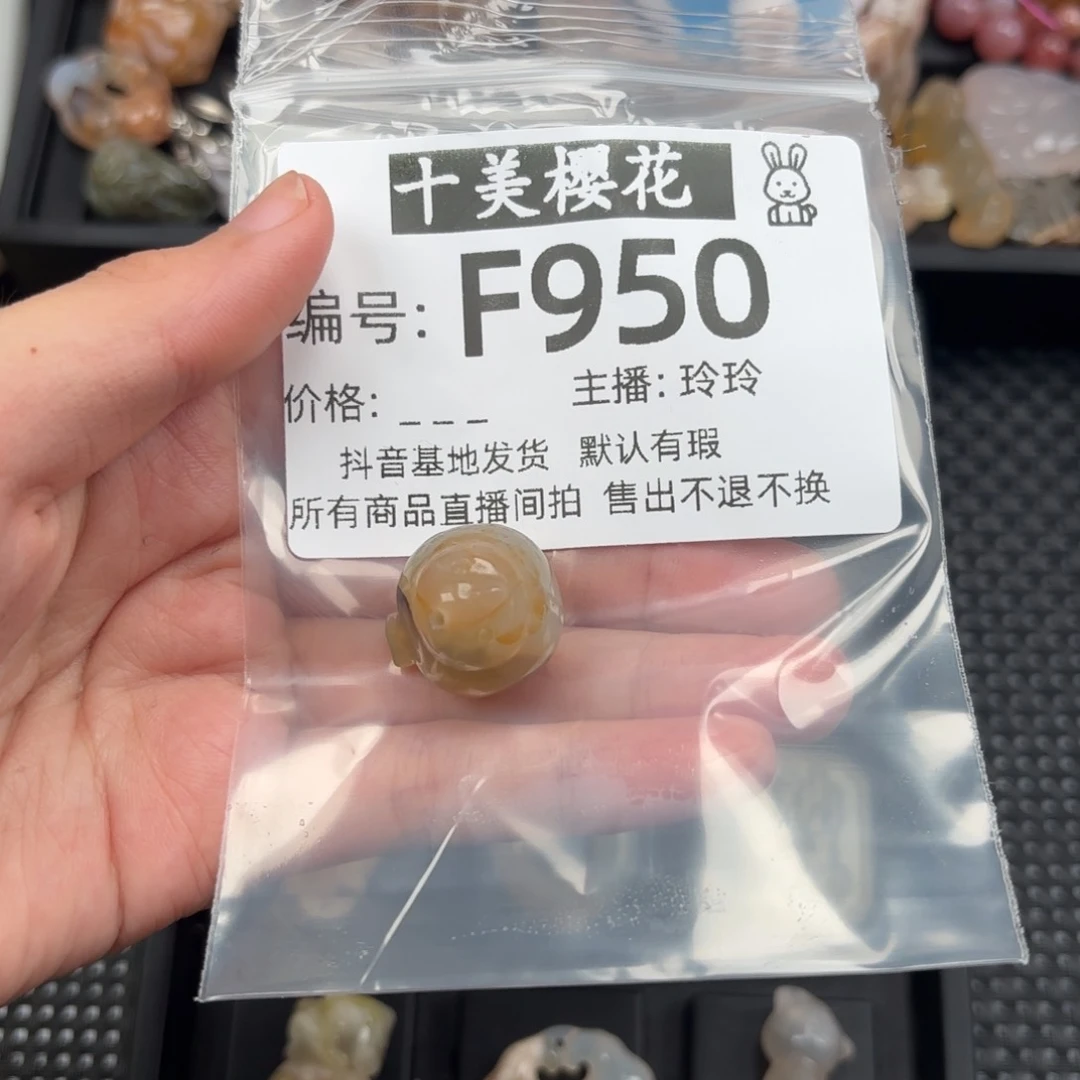 十美樱花
编号: F950
价格: _ _ _ 主播: 玲玲
抖音基地发货 默认有瑕
所有商品直播间拍 售出不退不换